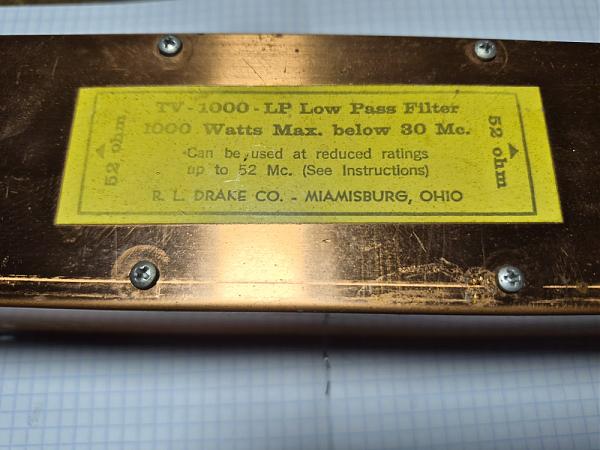 TV-1000-LP Low Pass Filter
1000 Watts Max. below 30 Mc.
Can be used at reduced ratings
up to 52 Mc. (See Instructions)
R. L. DRAKE CO. - MIAMISBURG, OHIO
52 ohm
52 ohm